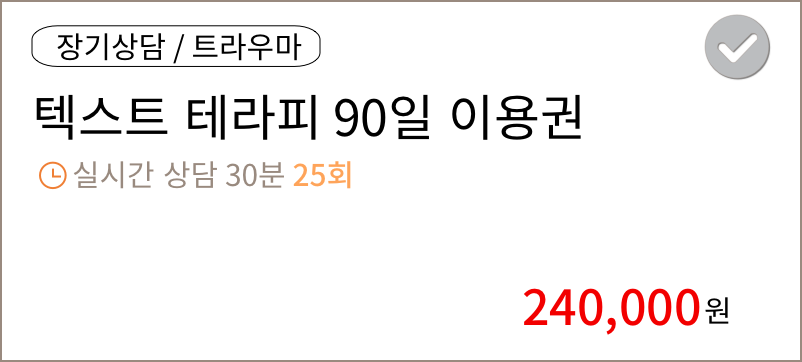 장기상담 / 트라우마
텍스트 테라피 90일 이용권
실시간 상담 30분 25회
240,000원